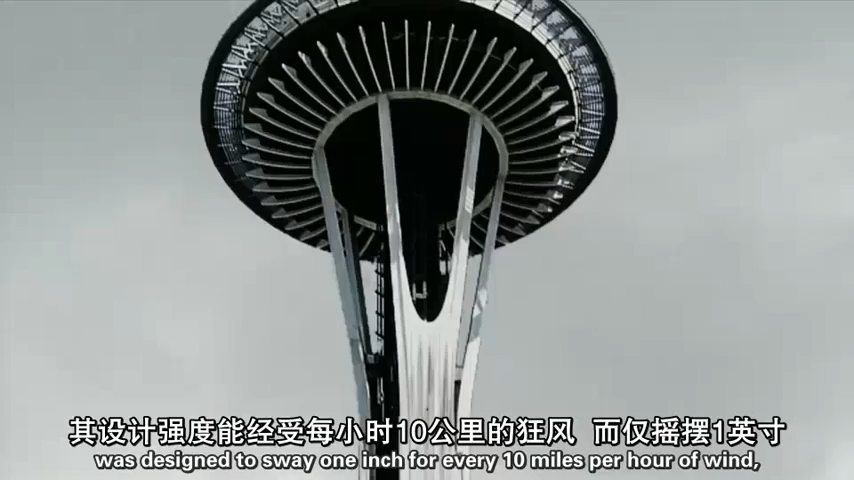 其设计强度能经受每小时10公里的狂风 而仅摇摆1英寸
was designed to sway one inch for every 10 miles per hour of wind,